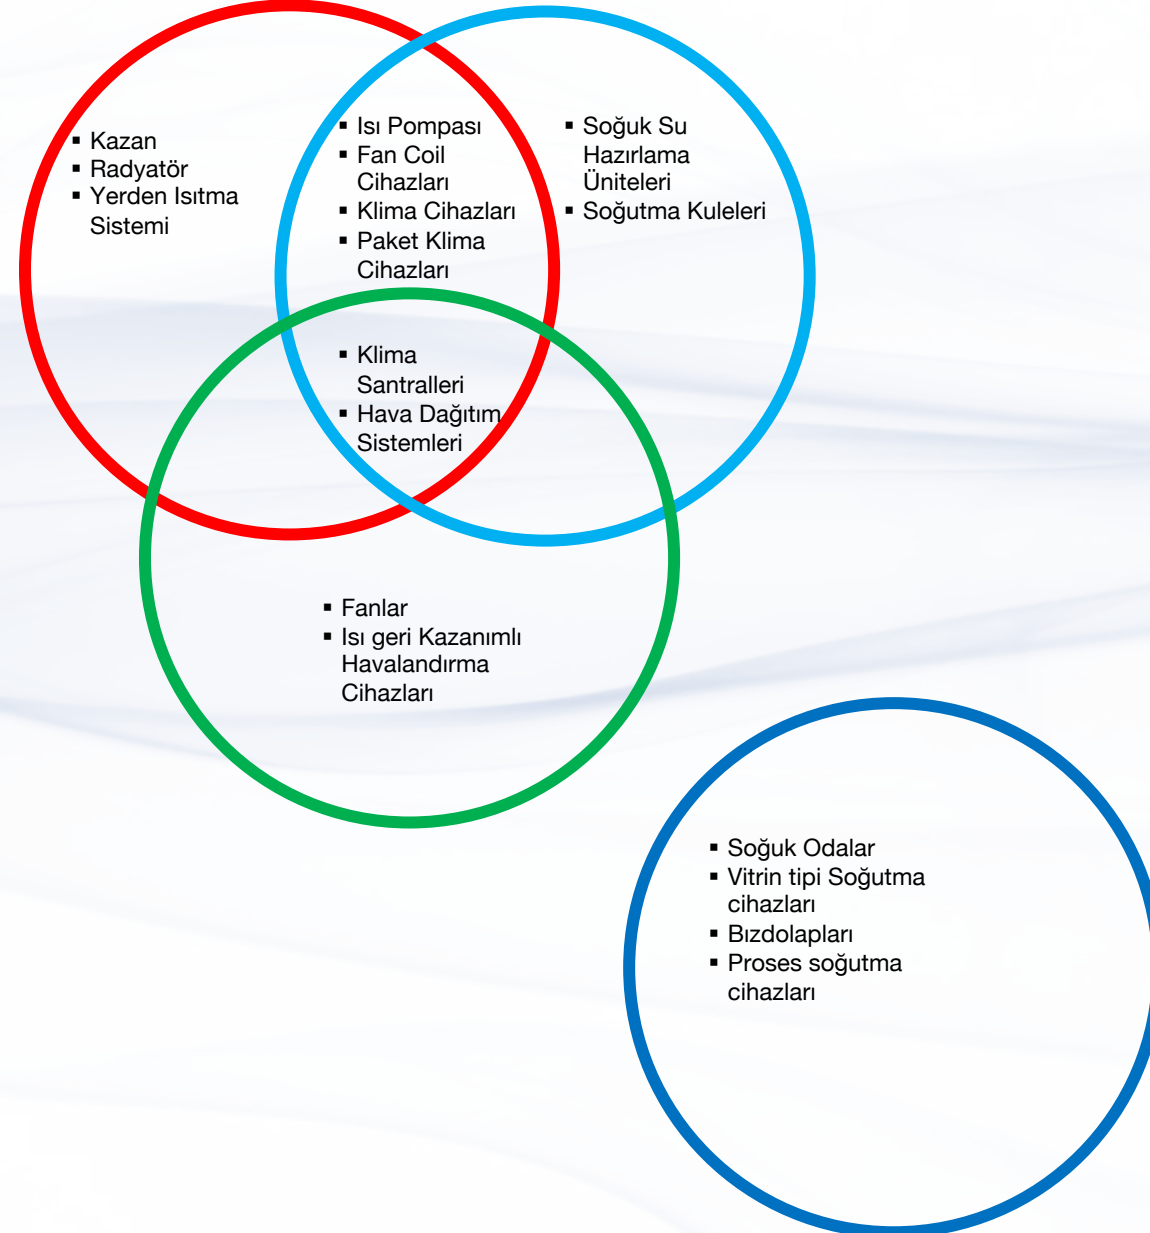 ▪ Kazan
▪ Radyatör
▪ Yerden Isıtma
Sistemi
▪ Isı Pompası
▪ Fan Coil
Cihazları
▪ Klima Cihazları
▪ Paket Klima
Cihazları
▪ Soğuk Su
Hazırlama
Üniteleri
▪ Soğutma Kuleleri
▪ Klima
Santralleri
▪ Hava Dağıtım
Sistemleri
▪ Fanlar
▪ Isı geri Kazanımlı
Havalandırma
Cihazları
▪ Soğuk Odalar
▪ Vitrin tipi Soğutma
cihazları
▪ Bızdolapları
▪ Proses soğutma
cihazları